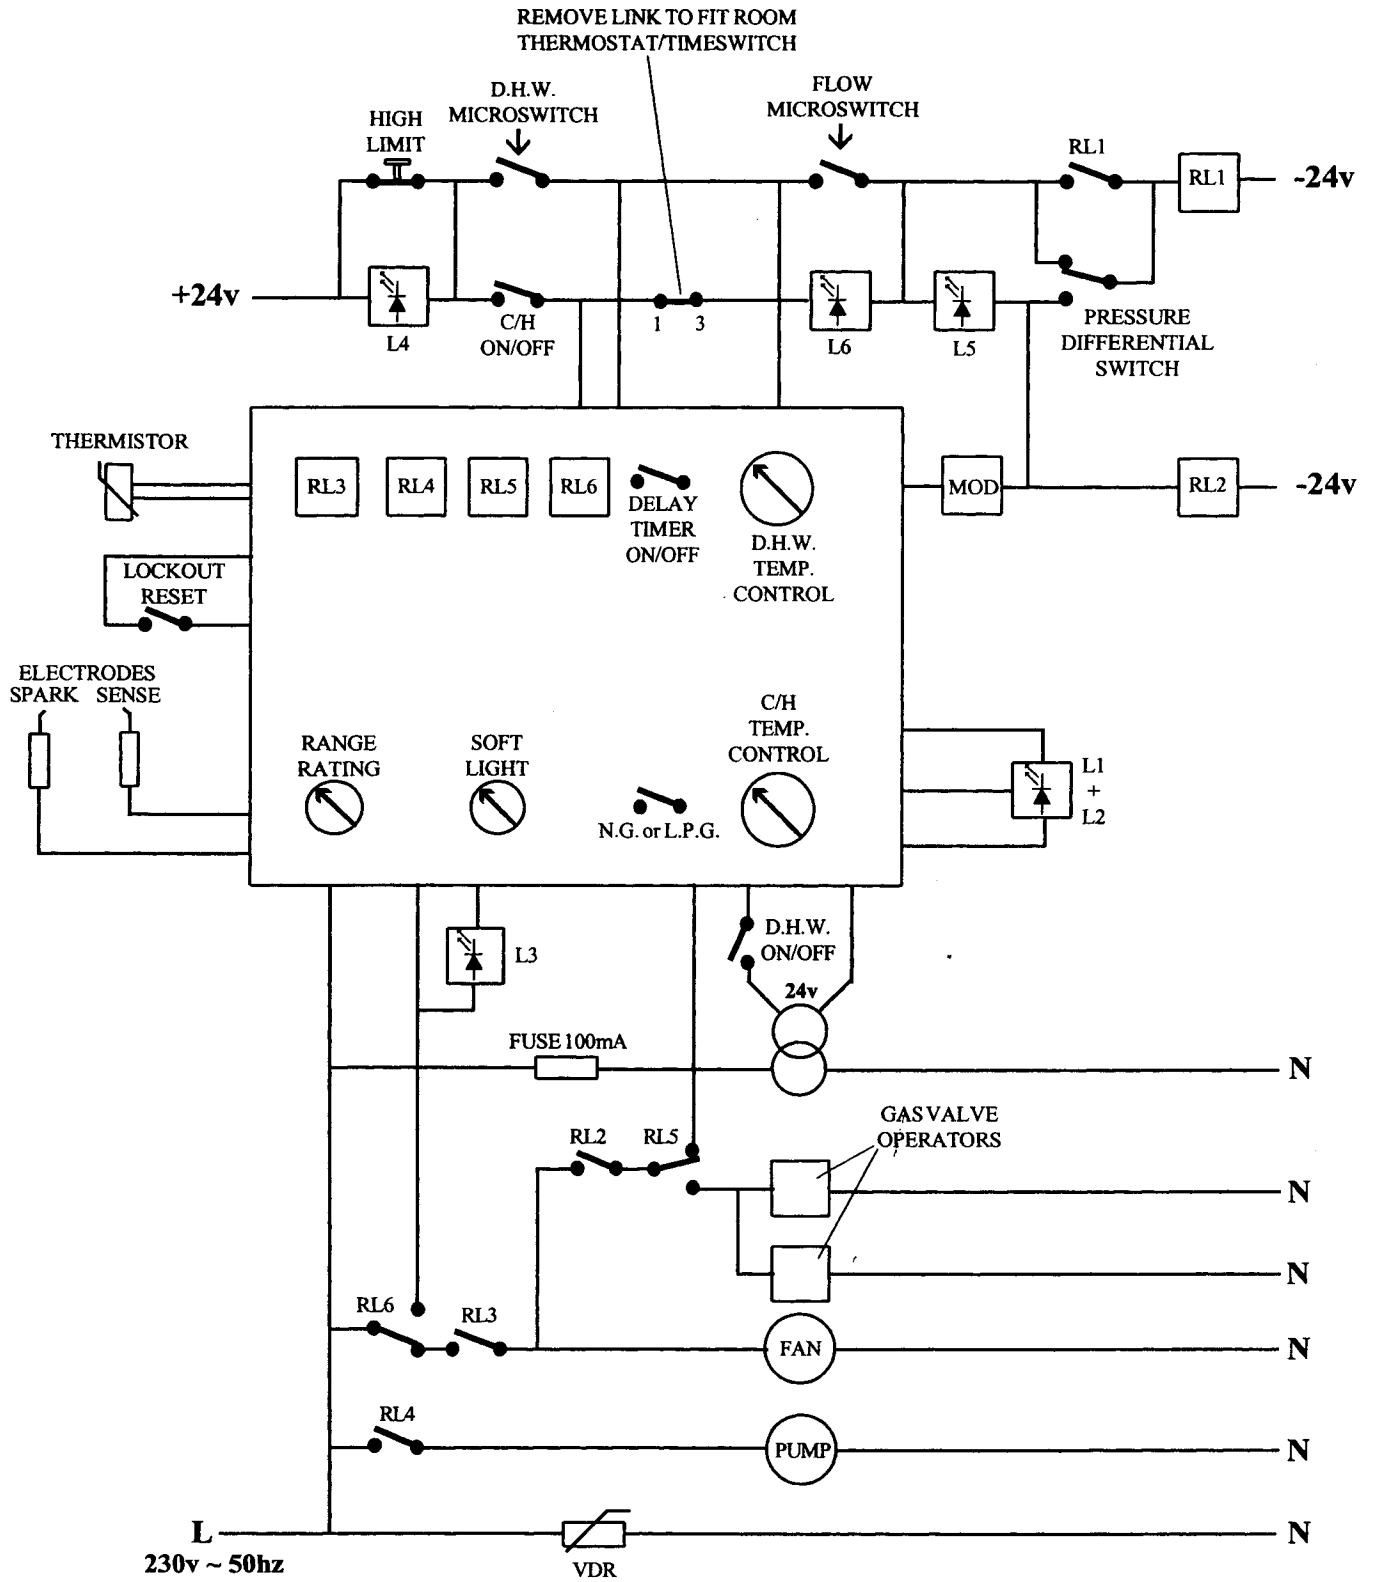 REMOVE LINK TO FIT ROOM
THERMOSTAT/TIMESWITCH
D.H.W.
MICROSWITCH
FLOW
MICROSWITCH
HIGH
LIMIT
RL1
RL1
-24v
+24v
L4
C/H
ON/OFF
1
3
L6
L5
PRESSURE
DIFFERENTIAL
SWITCH
THERMISTOR
RL3
RL4
RL5
RL6
DELAY
TIMER
ON/OFF
D.H.W.
TEMP.
CONTROL
MOD
RL2
-24v
LOCKOUT
RESET
ELECTRODES
SPARK SENSE
RANGE
RATING
SOFT
LIGHT
N.G. or L.P.G.
C/H
TEMP.
CONTROL
L1
+
L2
L3
D.H.W.
ON/OFF
24v
FUSE 100mA
N
GAS VALVE
OPERATORS
RL2
RL5
N
N
RL6
RL3
FAN
N
RL4
PUMP
N
L
230v ~ 50hz
VDR
N